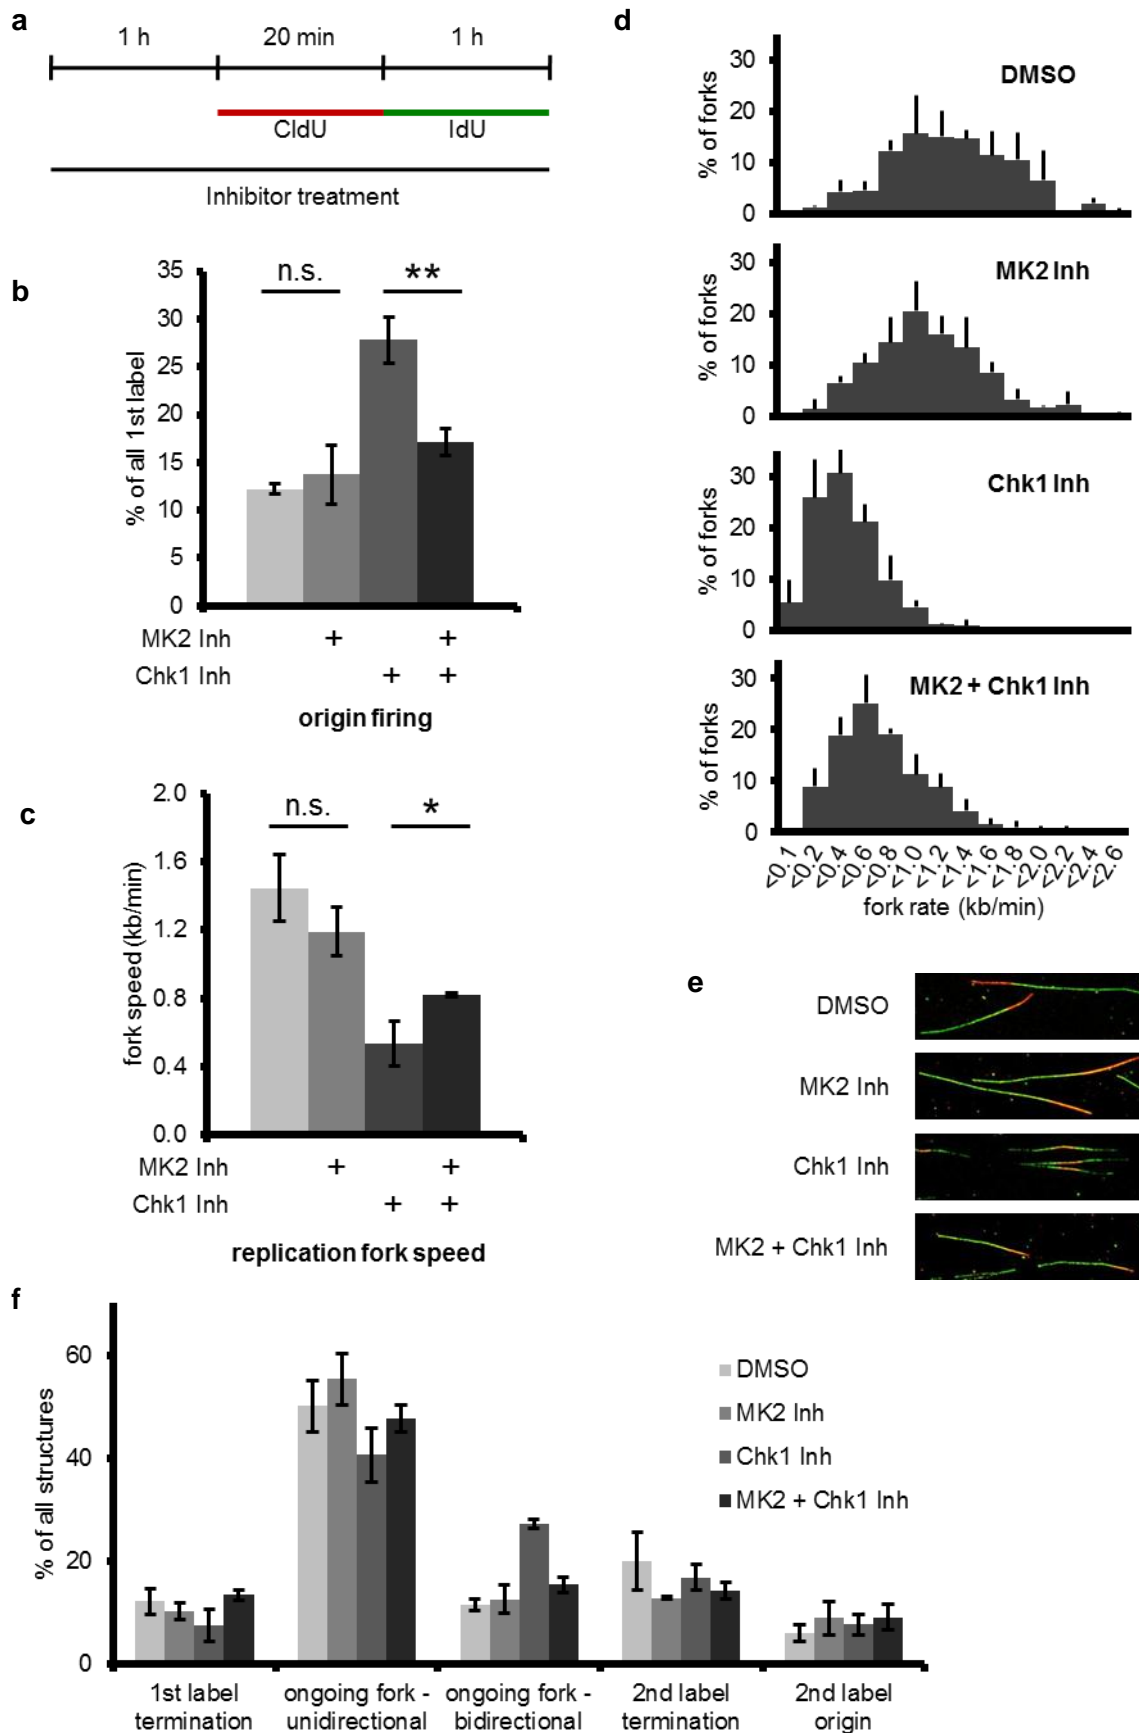 a
1 h 20 min 1 h
CldU IdU
Inhibitor treatment
b
35
30
25
20
15
10
5
0
% of all 1st label
n.s. **
MK2 Inh + +
Chk1 Inh + +
origin firing
c
2.0
1.6
1.2
0.8
0.4
0.0
fork speed (kb/min)
n.s. *
MK2 Inh + +
Chk1 Inh + +
replication fork speed
d
DMSO
30
20
10
0
% of forks
MK2 Inh
30
20
10
0
% of forks
Chk1 Inh
30
20
10
0
% of forks
MK2 + Chk1 Inh
30
20
10
0
% of forks
<0.1 <0.2 <0.4 <0.6 <0.8 <1.0 <1.2 <1.4 <1.6 <1.8 <2.0 <2.2 <2.4 <2.6
fork rate (kb/min)
e
DMSO
MK2 Inh
Chk1 Inh
MK2 + Chk1 Inh
f
60
40
20
0
% of all structures
DMSO
MK2 Inh
Chk1 Inh
MK2 + Chk1 Inh
1st label ongoing fork - ongoing fork - 2nd label 2nd label
termination unidirectional bidirectional termination origin